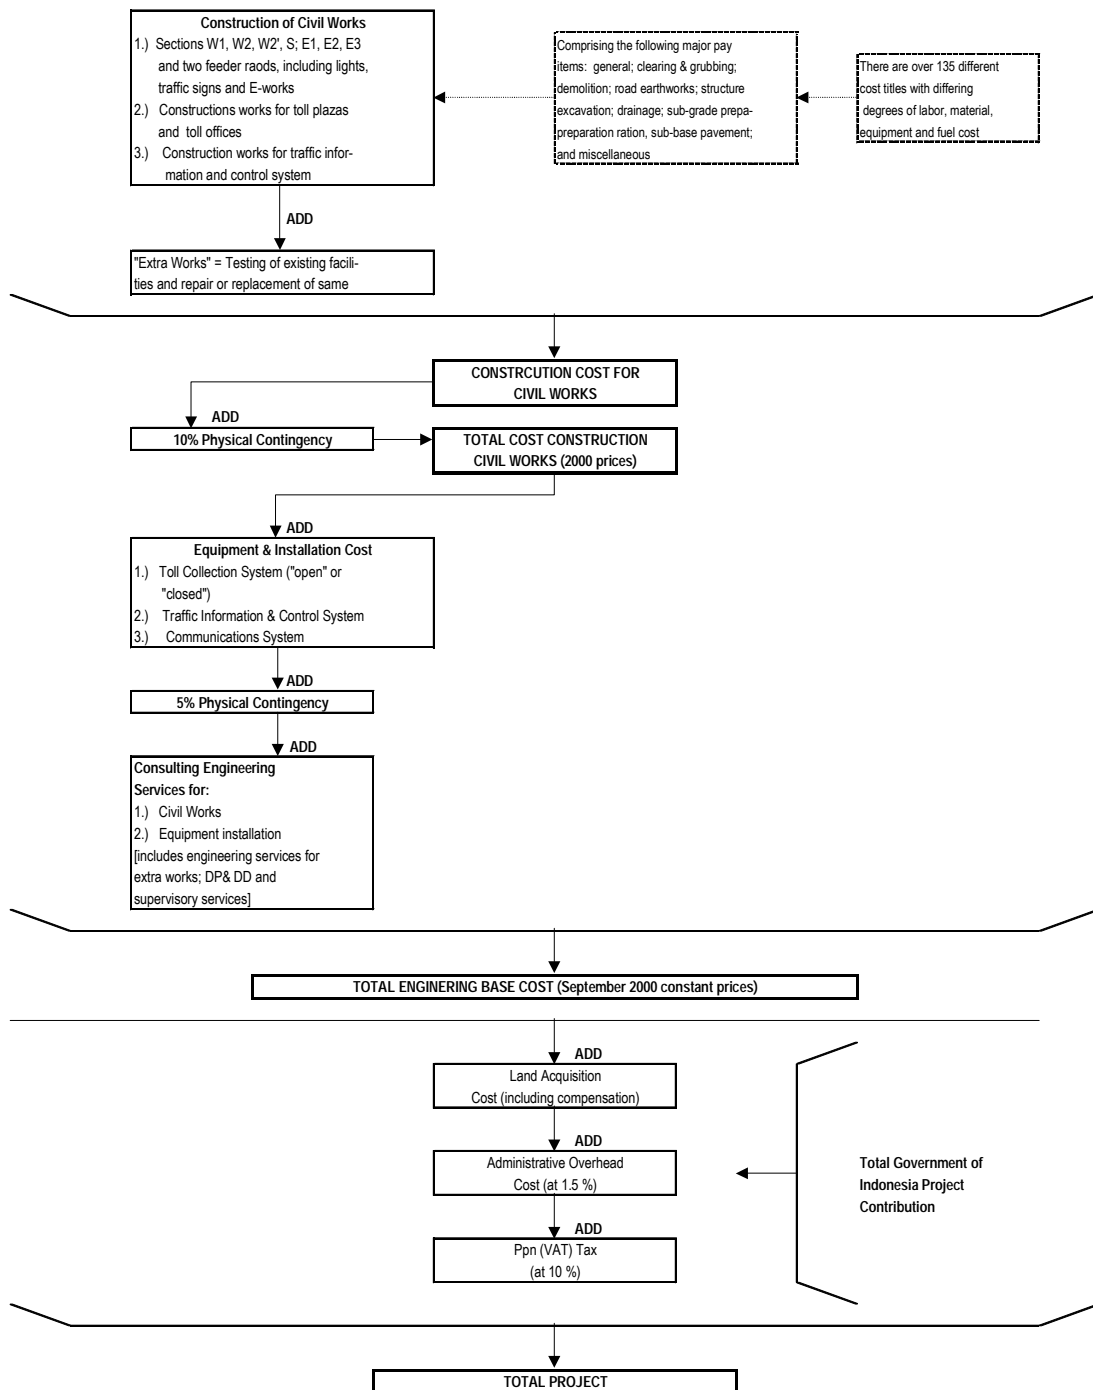 Construction of Civil Works
1.) Sections W1, W2, W2', S; E1, E2, E3
and two feeder raods, including lights,
traffic signs and E-works
2.) Constructions works for toll plazas
and toll offices
3.) Construction works for traffic infor-
mation and control system
Comprising the following major pay
items: general; clearing & grubbing;
demolition; road earthworks; structure
excavation; drainage; sub-grade prepa-
preparation ration, sub-base pavement;
and miscellaneous
There are over 135 different
cost titles with differing
degrees of labor, material,
equipment and fuel cost
ADD
"Extra Works" = Testing of existing facili-
ties and repair or replacement of same
CONSTRCUTION COST FOR
CIVIL WORKS
ADD
10% Physical Contingency
TOTAL COST CONSTRUCTION
CIVIL WORKS (2000 prices)
ADD
Equipment & Installation Cost
1.) Toll Collection System ("open" or
"closed")
2.) Traffic Information & Control System
3.) Communications System
ADD
5% Physical Contingency
ADD
Consulting Engineering
Services for:
1.) Civil Works
2.) Equipment installation
[includes engineering services for
extra works; DP& DD and
supervisory services]
TOTAL ENGINERING BASE COST (September 2000 constant prices)
ADD
Land Acquisition
Cost (including compensation)
ADD
Administrative Overhead
Cost (at 1.5 %)
ADD
Ppn (VAT) Tax
(at 10 %)
Total Government of
Indonesia Project
Contribution
TOTAL PROJECT